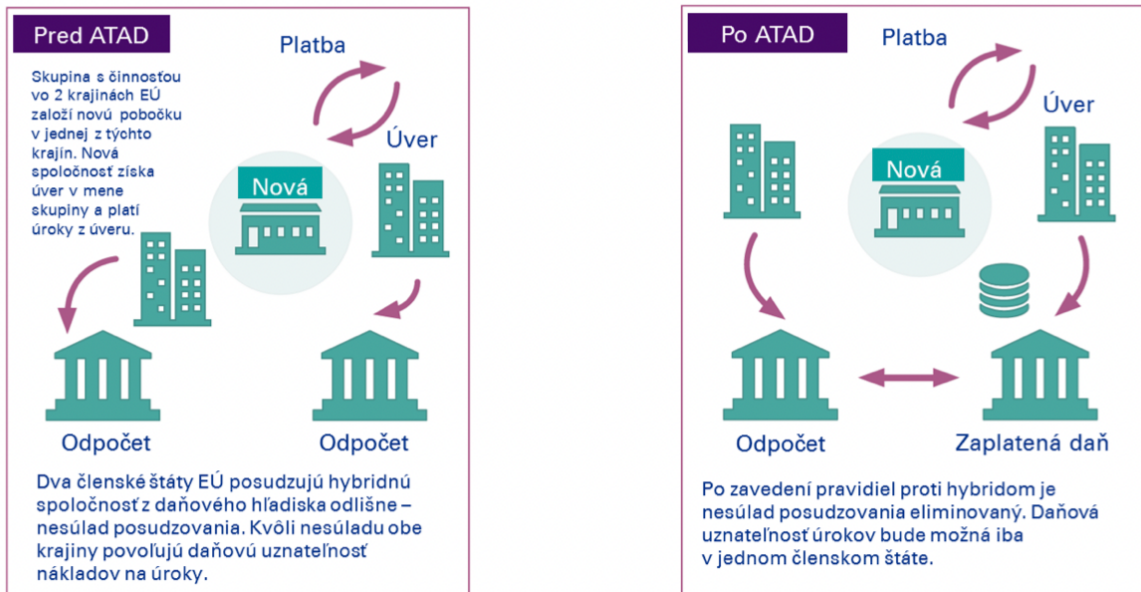 Pred ATAD
Platba
Skupina s činnosťou
vo 2 krajinách EÚ
založí novú pobočku
v jednej z týchto
krajín. Nová
spoločnosť získa
úver v mene
skupiny a platí
úroky z úveru.
Úver
Nová
Odpočet
Odpočet
Dva členské štáty EÚ posudzujú hybridnú
spoločnosť z daňového hľadiska odlišne –
nesúlad posudzovania. Kvôli nesúladu obe
krajiny povoľujú daňovú uznateľnosť
nákladov na úroky.
Po ATAD
Platba
Úver
Nová
Odpočet
Zaplatená daň
Po zavedení pravidiel proti hybridom je
nesúlad posudzovania eliminovaný. Daňová
uznateľnosť úrokov bude možná iba
v jednom členskom štáte.